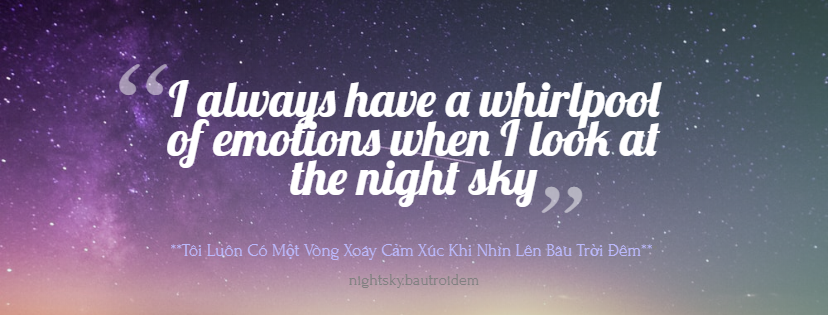 “I always have a whirlpool
of emotions when I look at
the night sky”
**Tôi Luôn Có Một Vòng Xoáy Cảm Xúc Khi Nhìn Lên Bầu Trời Đêm**
nightsky.bautroidem